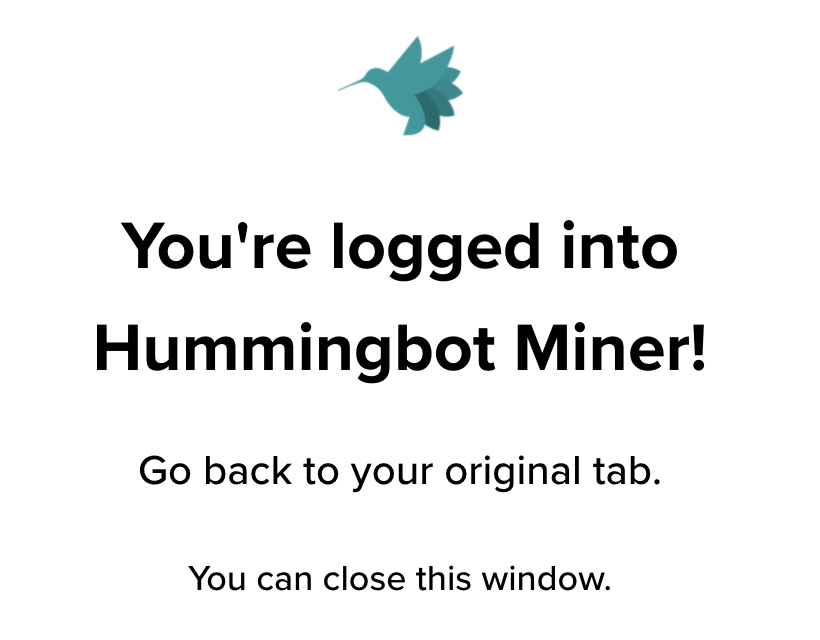 You're logged into
Hummingbot Miner!
Go back to your original tab.
You can close this window.